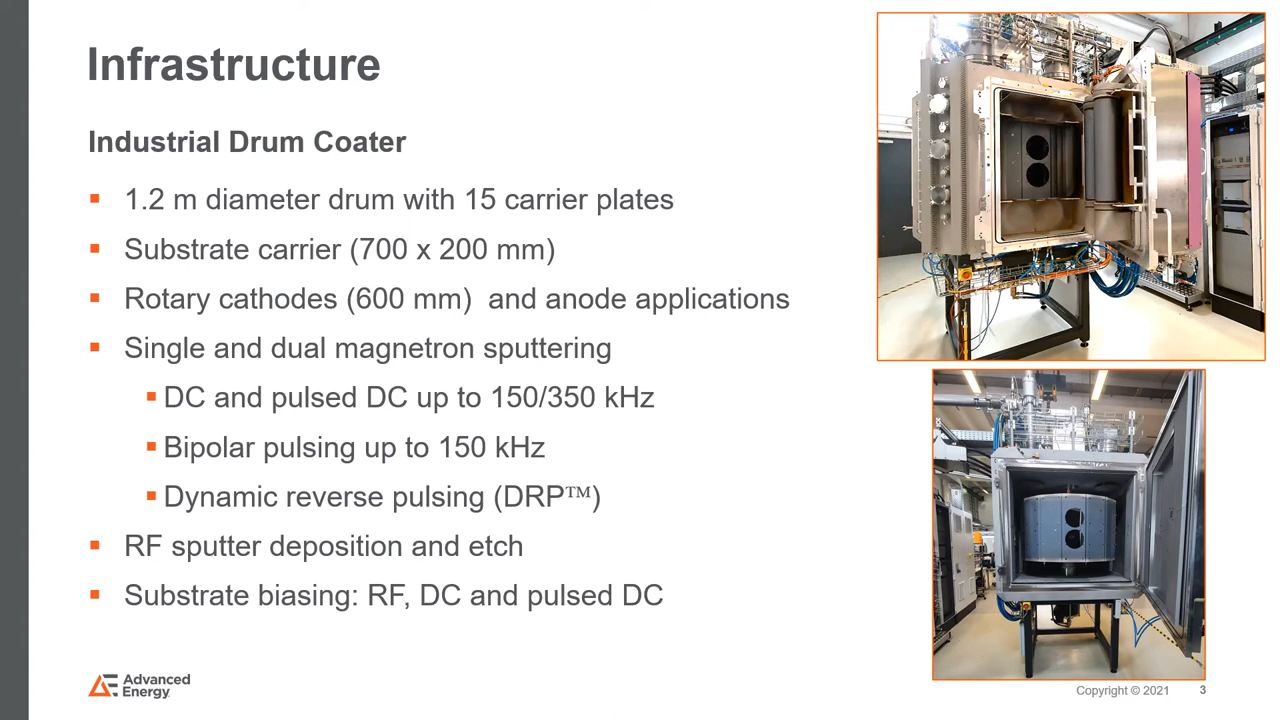 Infrastructure
Industrial Drum Coater
1.2 m diameter drum with 15 carrier plates
Substrate carrier (700 x 200 mm)
Rotary cathodes (600 mm)  and anode applications
Single and dual magnetron sputtering
DC and pulsed DC up to 150/350 kHz
Bipolar pulsing up to 150 kHz
Dynamic reverse pulsing (DRP™)
RF sputter deposition and etch
Substrate biasing: RF, DC and pulsed DC
Advanced
Energy
Copyright © 2021
3